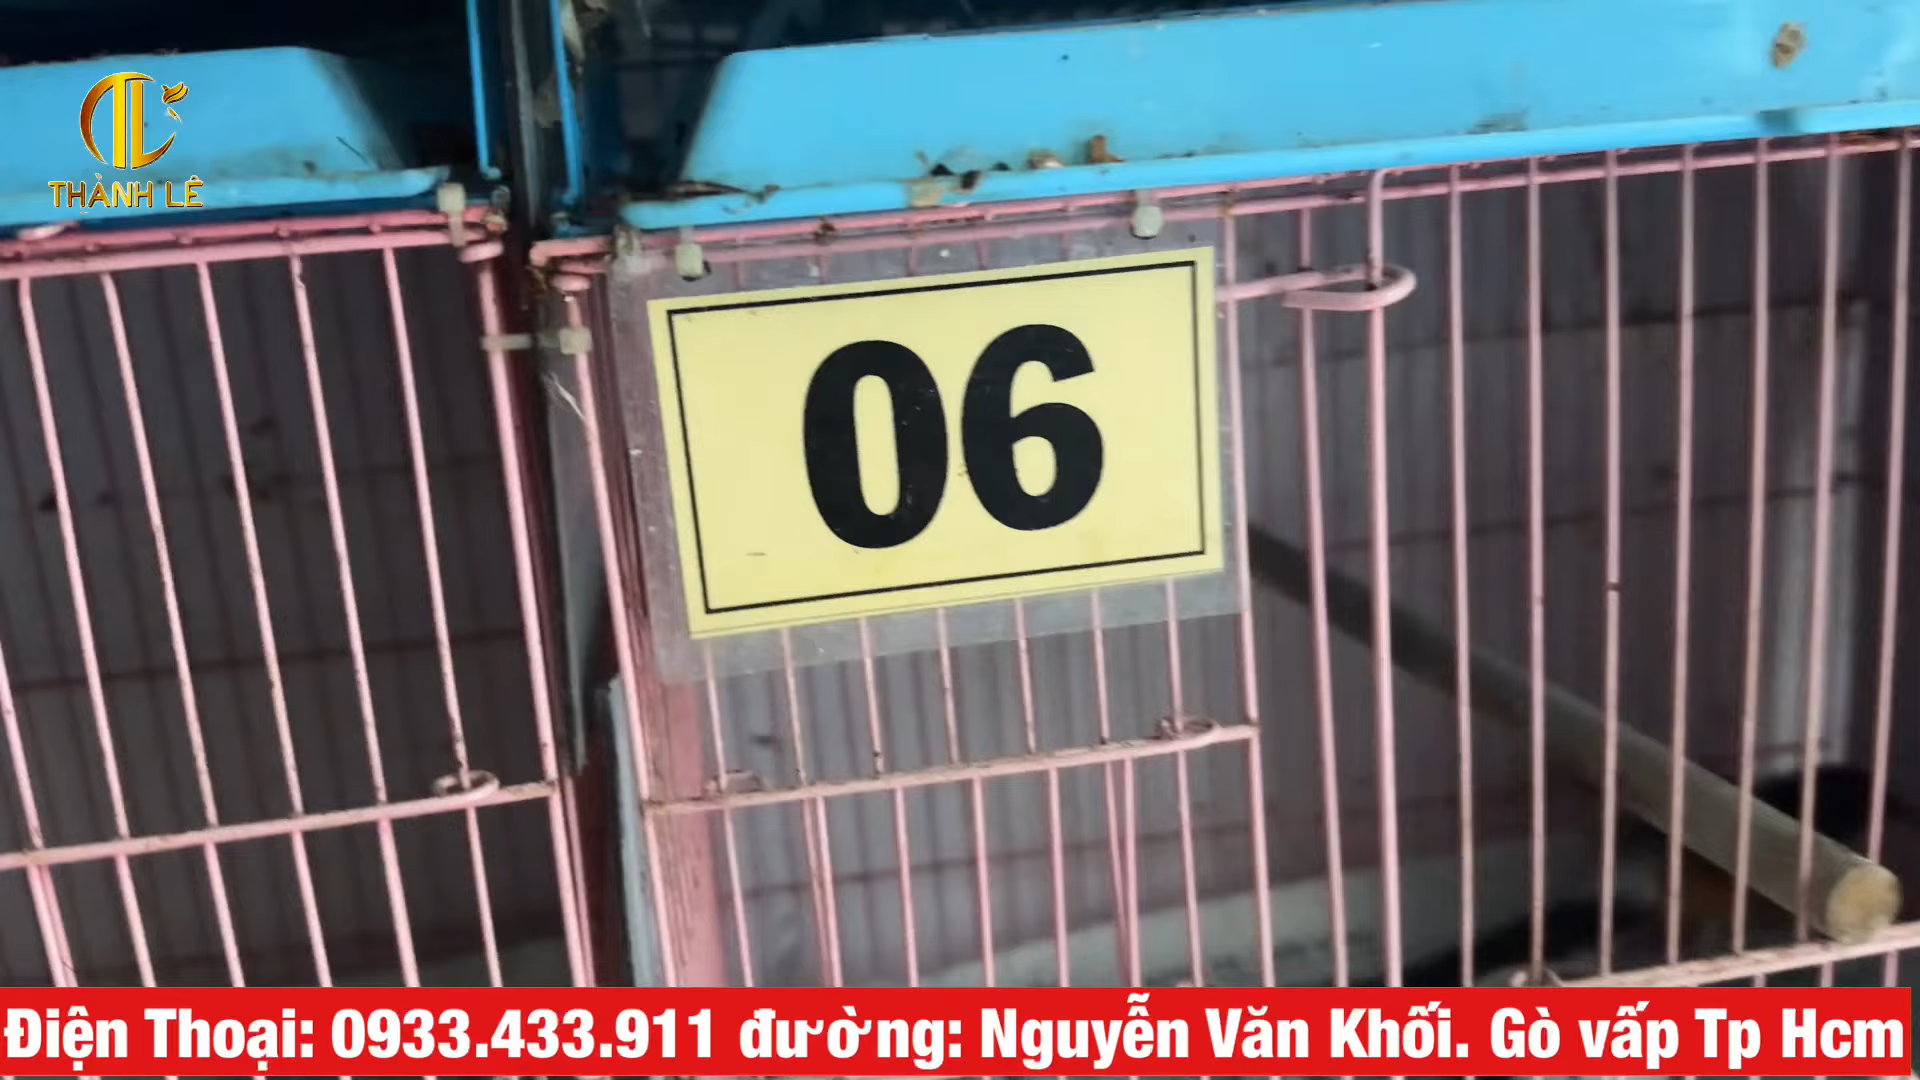 THÀNH LÊ
06
Điện Thoại: 0933.433.911 đường: Nguyễn Văn Khối. Gò vấp Tp Hcm